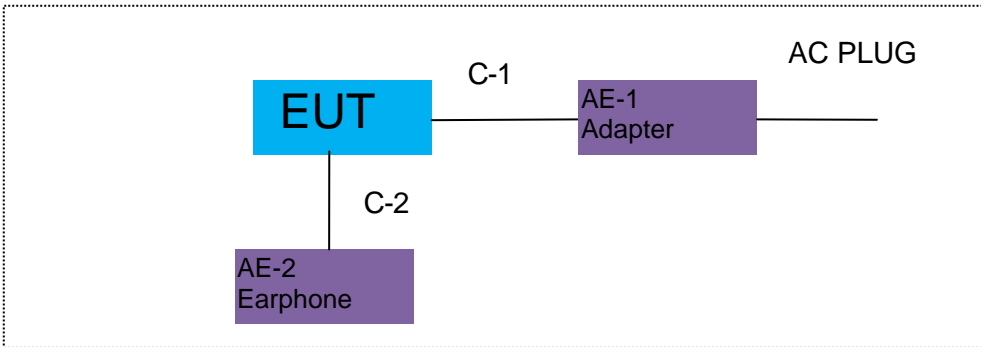 AC PLUG
C-1
EUT
AE-1
Adapter
C-2
AE-2
Earphone